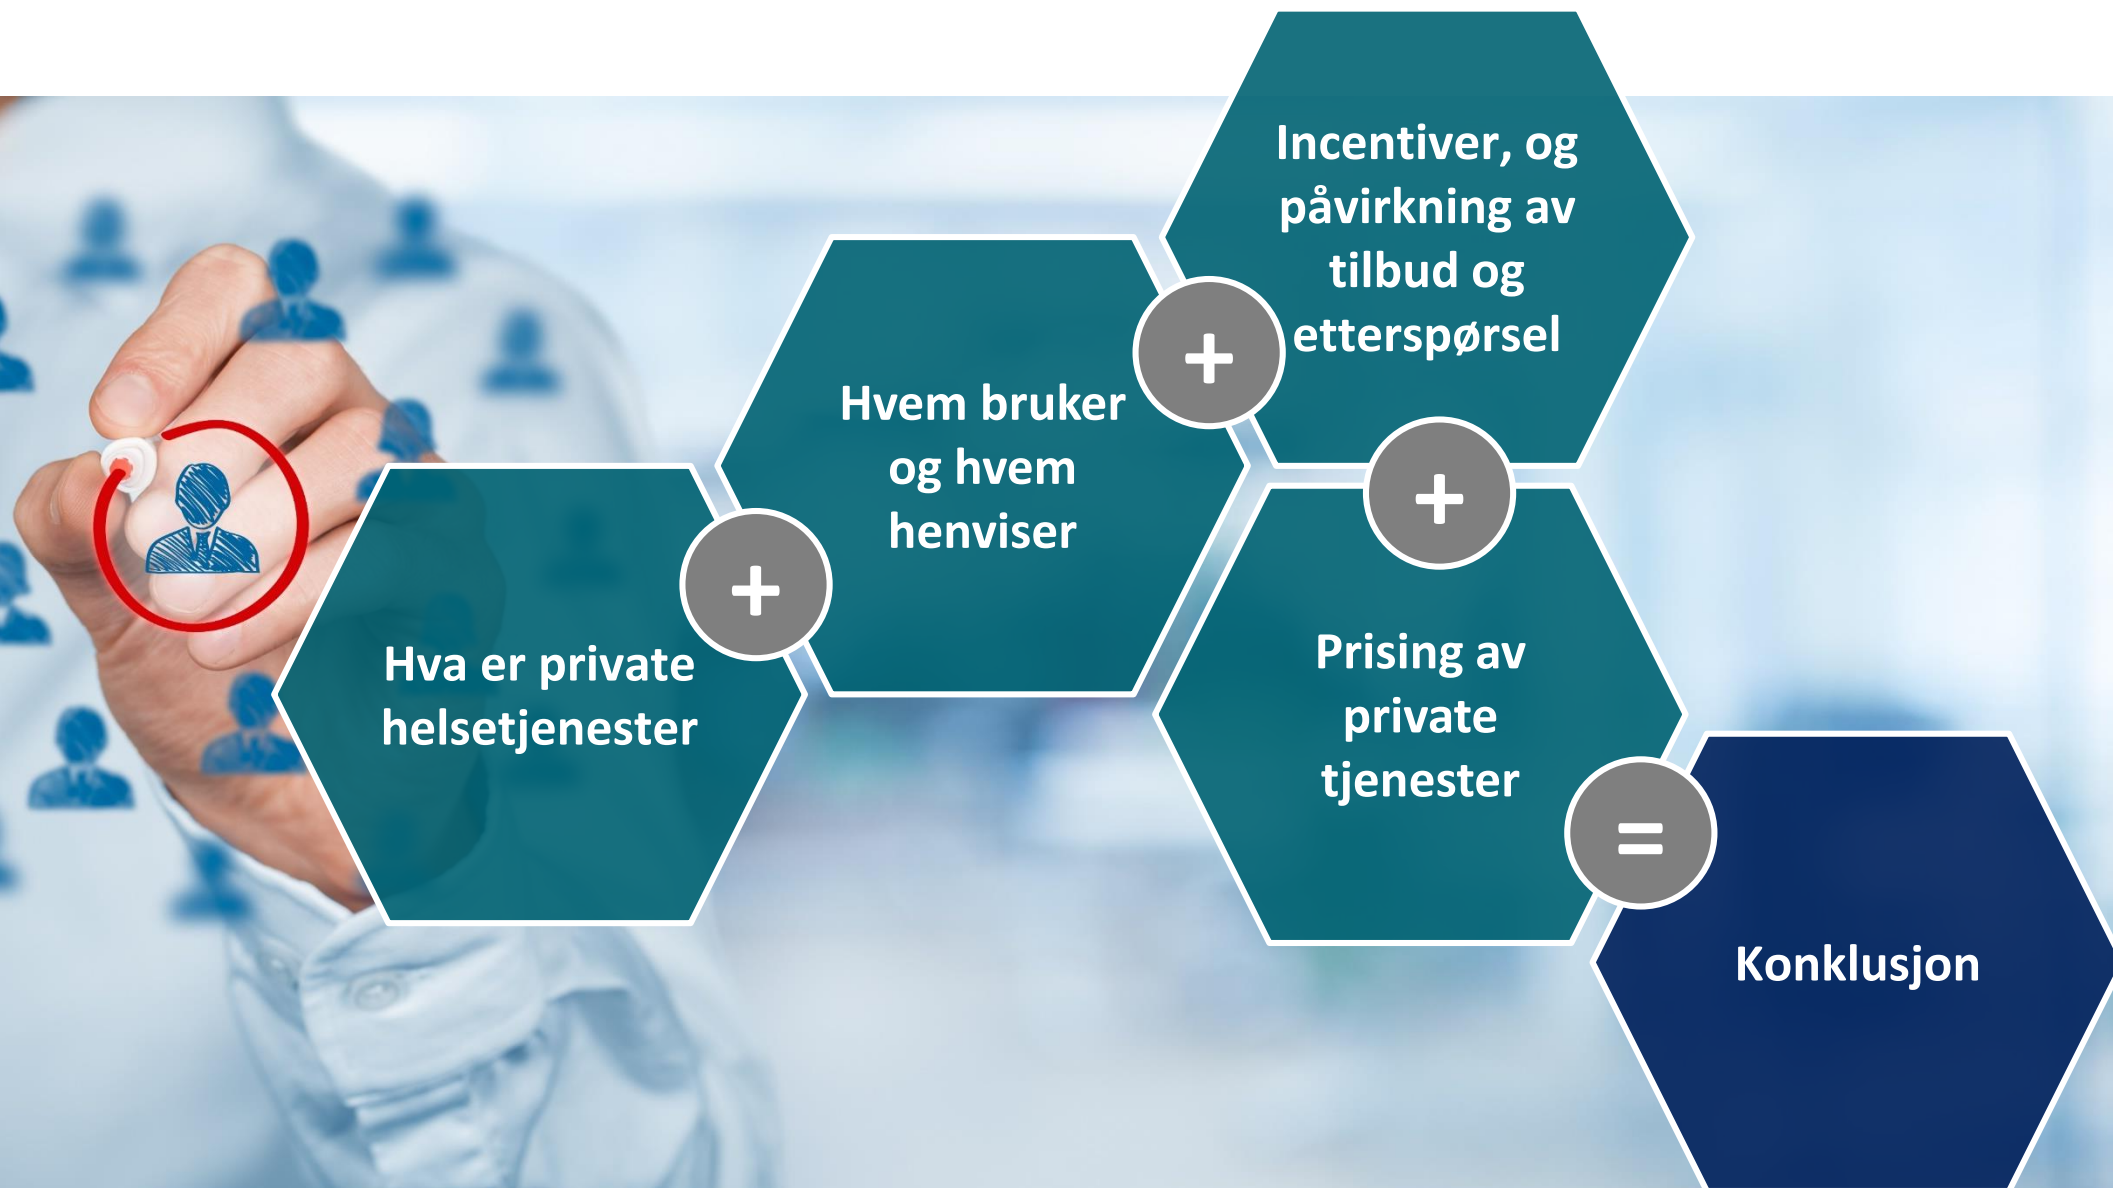 Hva er private
helsetjenester
+
Hvem bruker
og hvem
henviser
+
Incentiver, og
påvirkning av
tilbud og
etterspørsel
+
Prising av
private
tjenester
=
Konklusjon